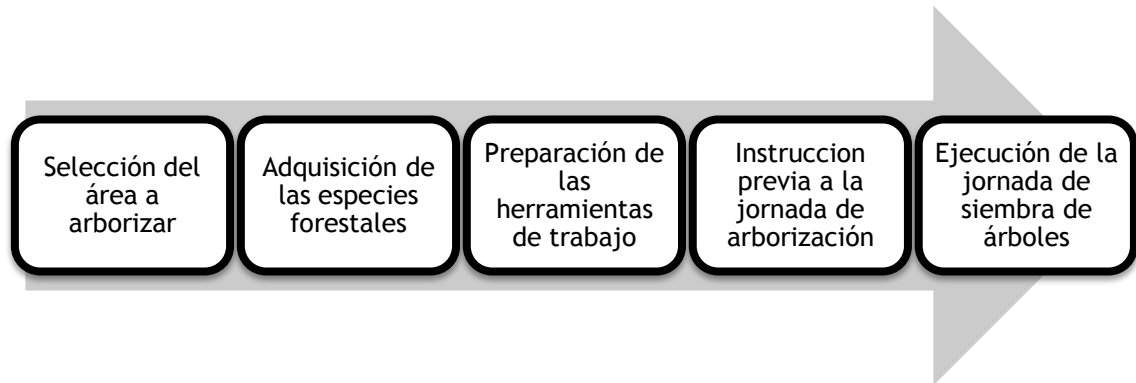 Selección del
área a
arborizar
Adquisición de
las especies
forestales
Preparación de
las
herramientas
de trabajo
Instruccion
previa a la
jornada de
arborización
Ejecución de la
jornada de
siembra de
árboles